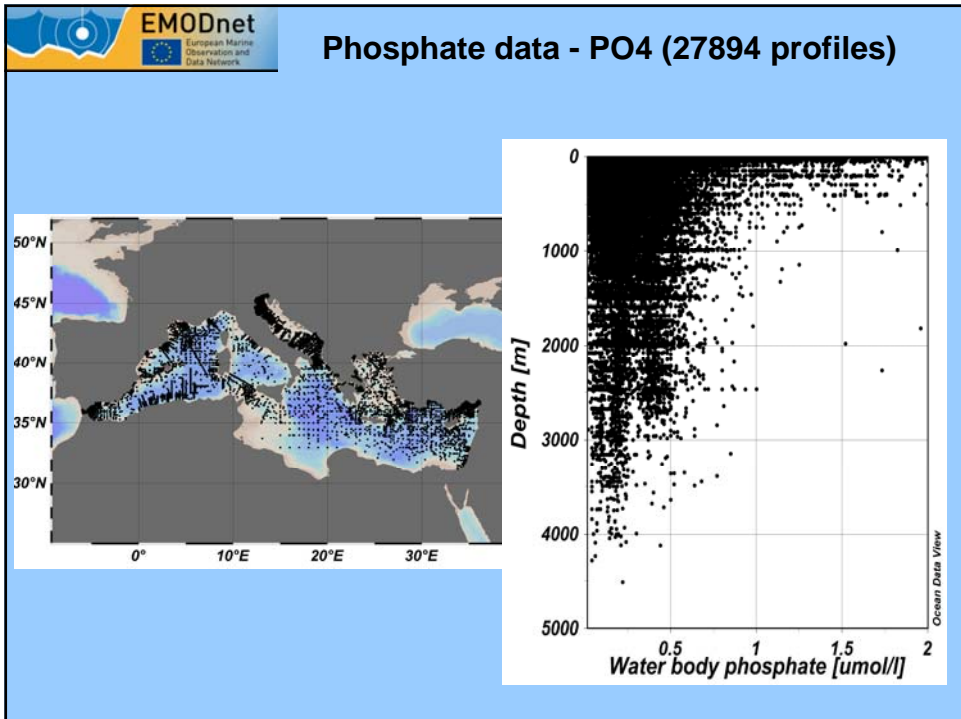 EMODnet
European Marine
Observation and
Data Network
Phosphate data - PO4 (27894 profiles)
50°N
45°N
40°N
35°N
30°N
0°
10°E
20°E
30°E
0
1000
2000
3000
4000
5000
Depth [m]
0.5
1
1.5
2
Water body phosphate [umol/l]
Ocean Data View